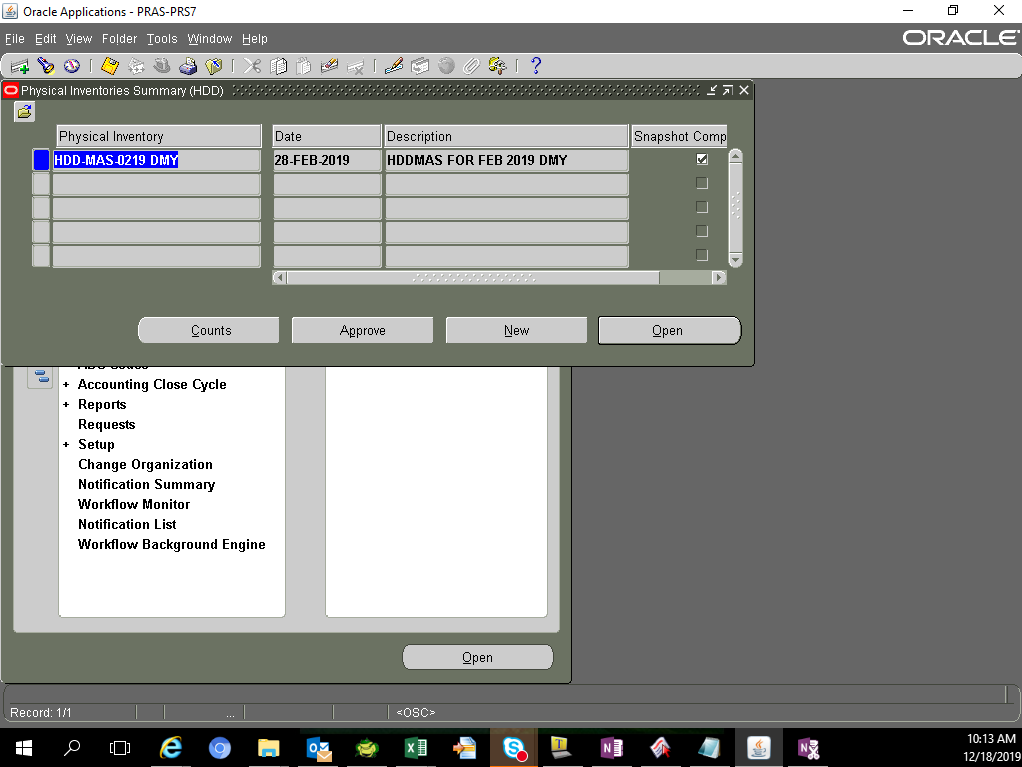 Oracle Applications - PRAS-PRS7
File Edit View Folder Tools Window Help
ORACLE
Physical Inventories Summary (HDD)
Physical Inventory Date Description Snapshot Comp
HDD-MAS-0219 DMY 28-FEB-2019 HDDMAS FOR FEB 2019 DMY
Counts Approve New Open
+ Accounting Close Cycle
+ Reports
Requests
+ Setup
Change Organization
Notification Summary
Workflow Monitor
Notification List
Workflow Background Engine
Open
Record: 1/1 ... <OSC>
10:13 AM
12/18/2019